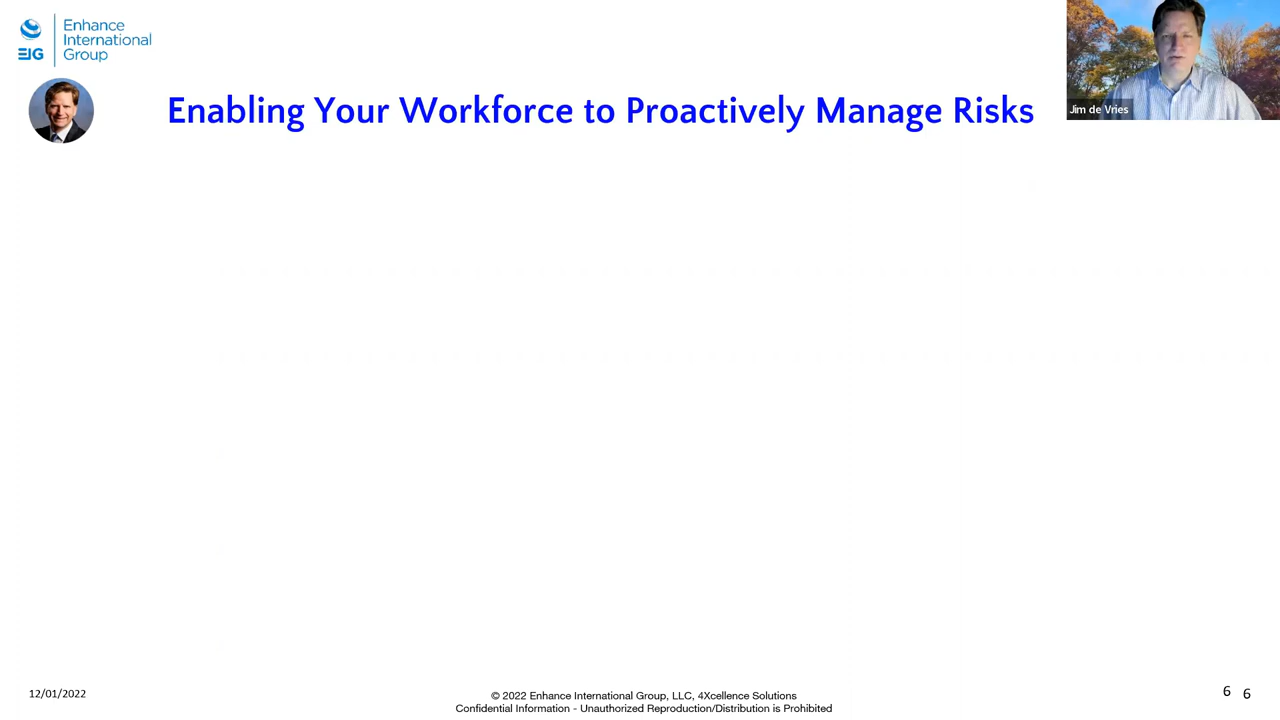 Enhance
International
Group
EIG
Enabling Your Workforce to Proactively Manage Risks
Jim de Vries
12/01/2022
© 2022 Enhance International Group, LLC, 4Xcellence Solutions
Confidential Information - Unauthorized Reproduction/Distribution is Prohibited
6 6